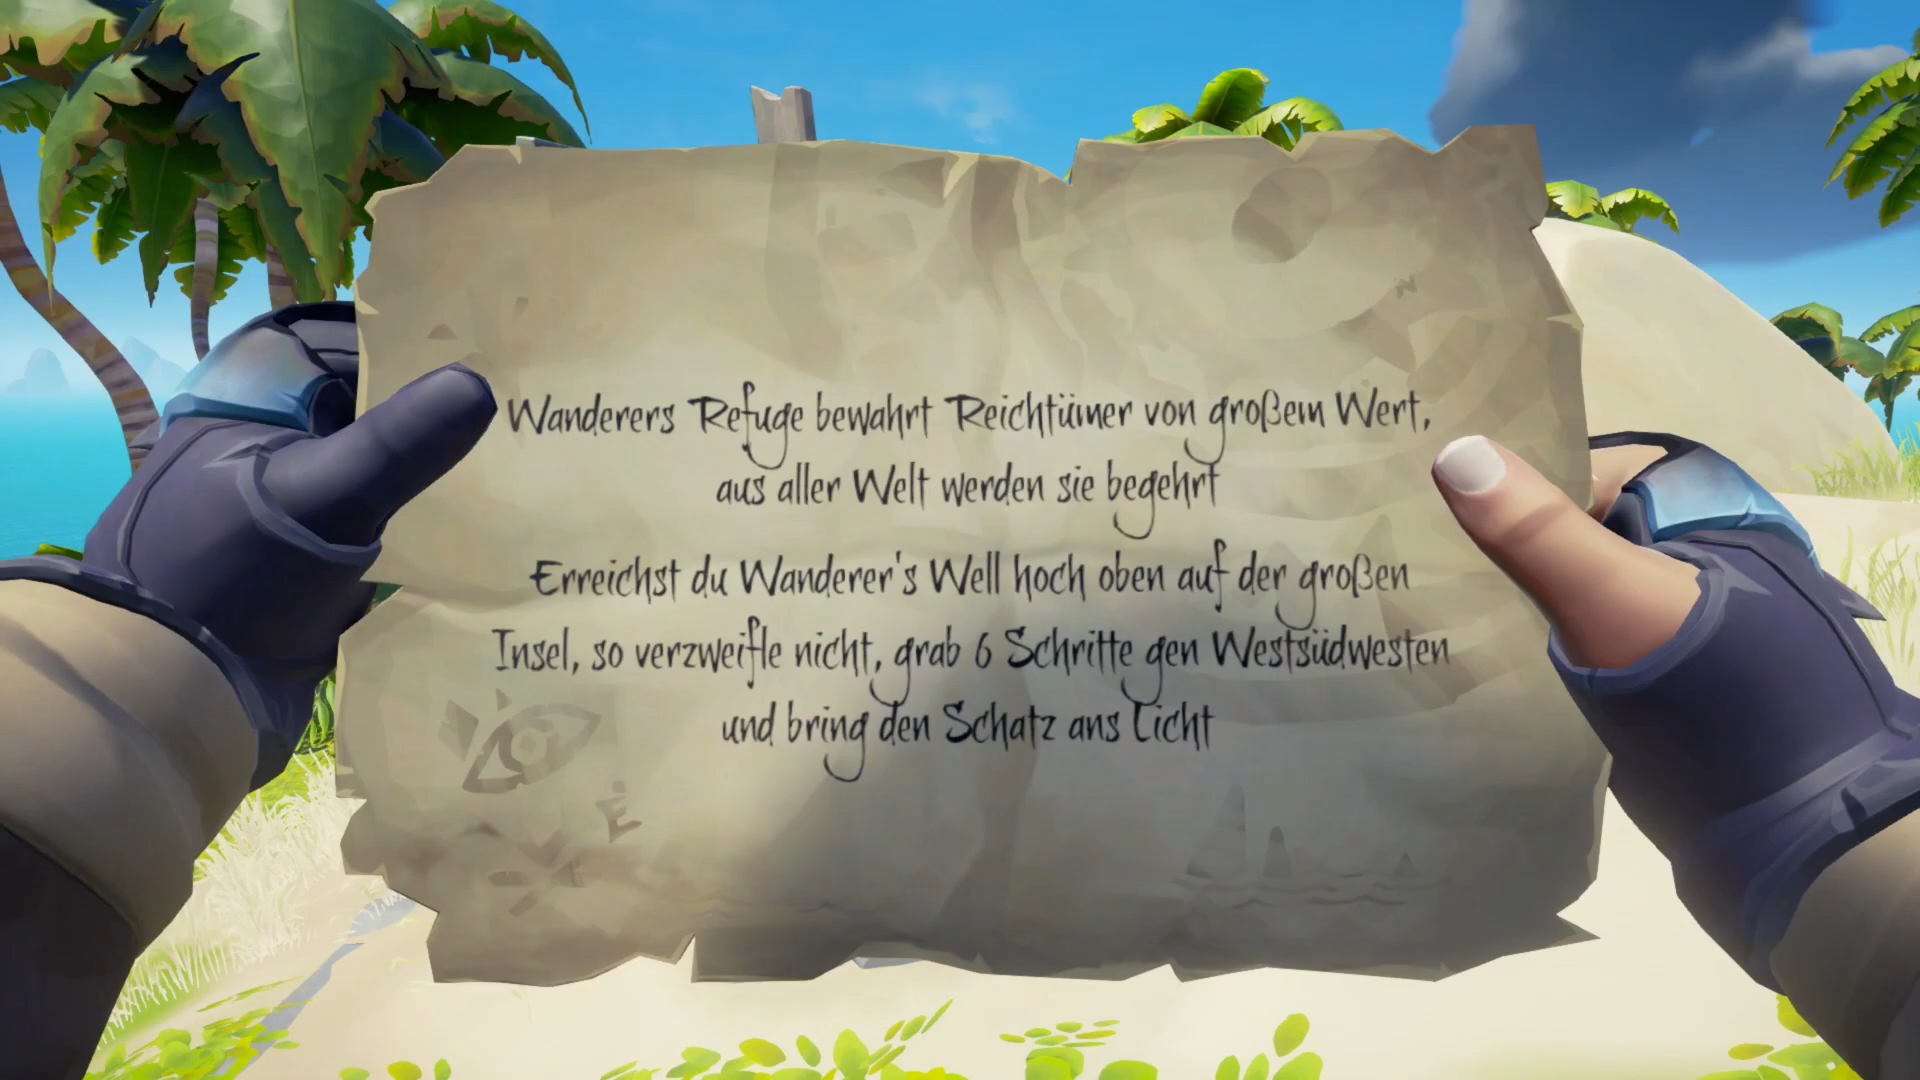 Wanderers Refuge bewahrt Reichtümer von großem Wert,
aus aller Welt werden sie begehrt
Erreichst du Wanderer's Well hoch oben auf der großen
Insel, so verzweifle nicht, grab 6 Schritte gen Westsüdwesten
und bring den Schatz ans Licht
N
E